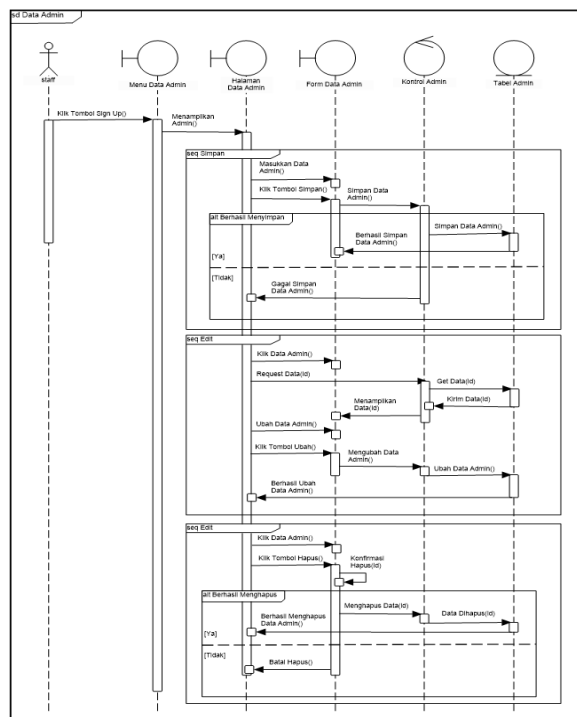 sd Data Admin
staff
Menu Data Admin
Halaman
Data Admin
Form Data Admin
Kontrol Admin
Tabel Admin
Klik Tombol Sign Up()
Menamplikan
Admin()
seq Simpan
Masukkan Data
Admin()
Klik Tombol Simpan()
Simpan Data
Admin()
alt Berhasil Menyimpan
Simpan Data Admin()
Berhasil Simpan
Data Admin()
[Ya]
[Tidak]
Gagal Simpan
Data Admin()
seq Edit
Klik Data Admin()
Request Data(id)
Get Data(id)
Menampilkan
Data(id)
Kirim Data(id)
Ubah Data Admin()
Klik Tombol Ubah()
Mengubah Data
Admin()
Ubah Data Admin()
Berhasil Ubah
Data Admin()
seq Edit
Klik Data Admin()
Klik Tombol Hapus()
Konfirmasi
Hapus(id)
alt Berhasil Menghapus
Menghapus Data(id)
Data Dihapus(id)
Berhasil Menghapus
Data Admin()
[Ya]
[Tidak]
Batal Hapus()